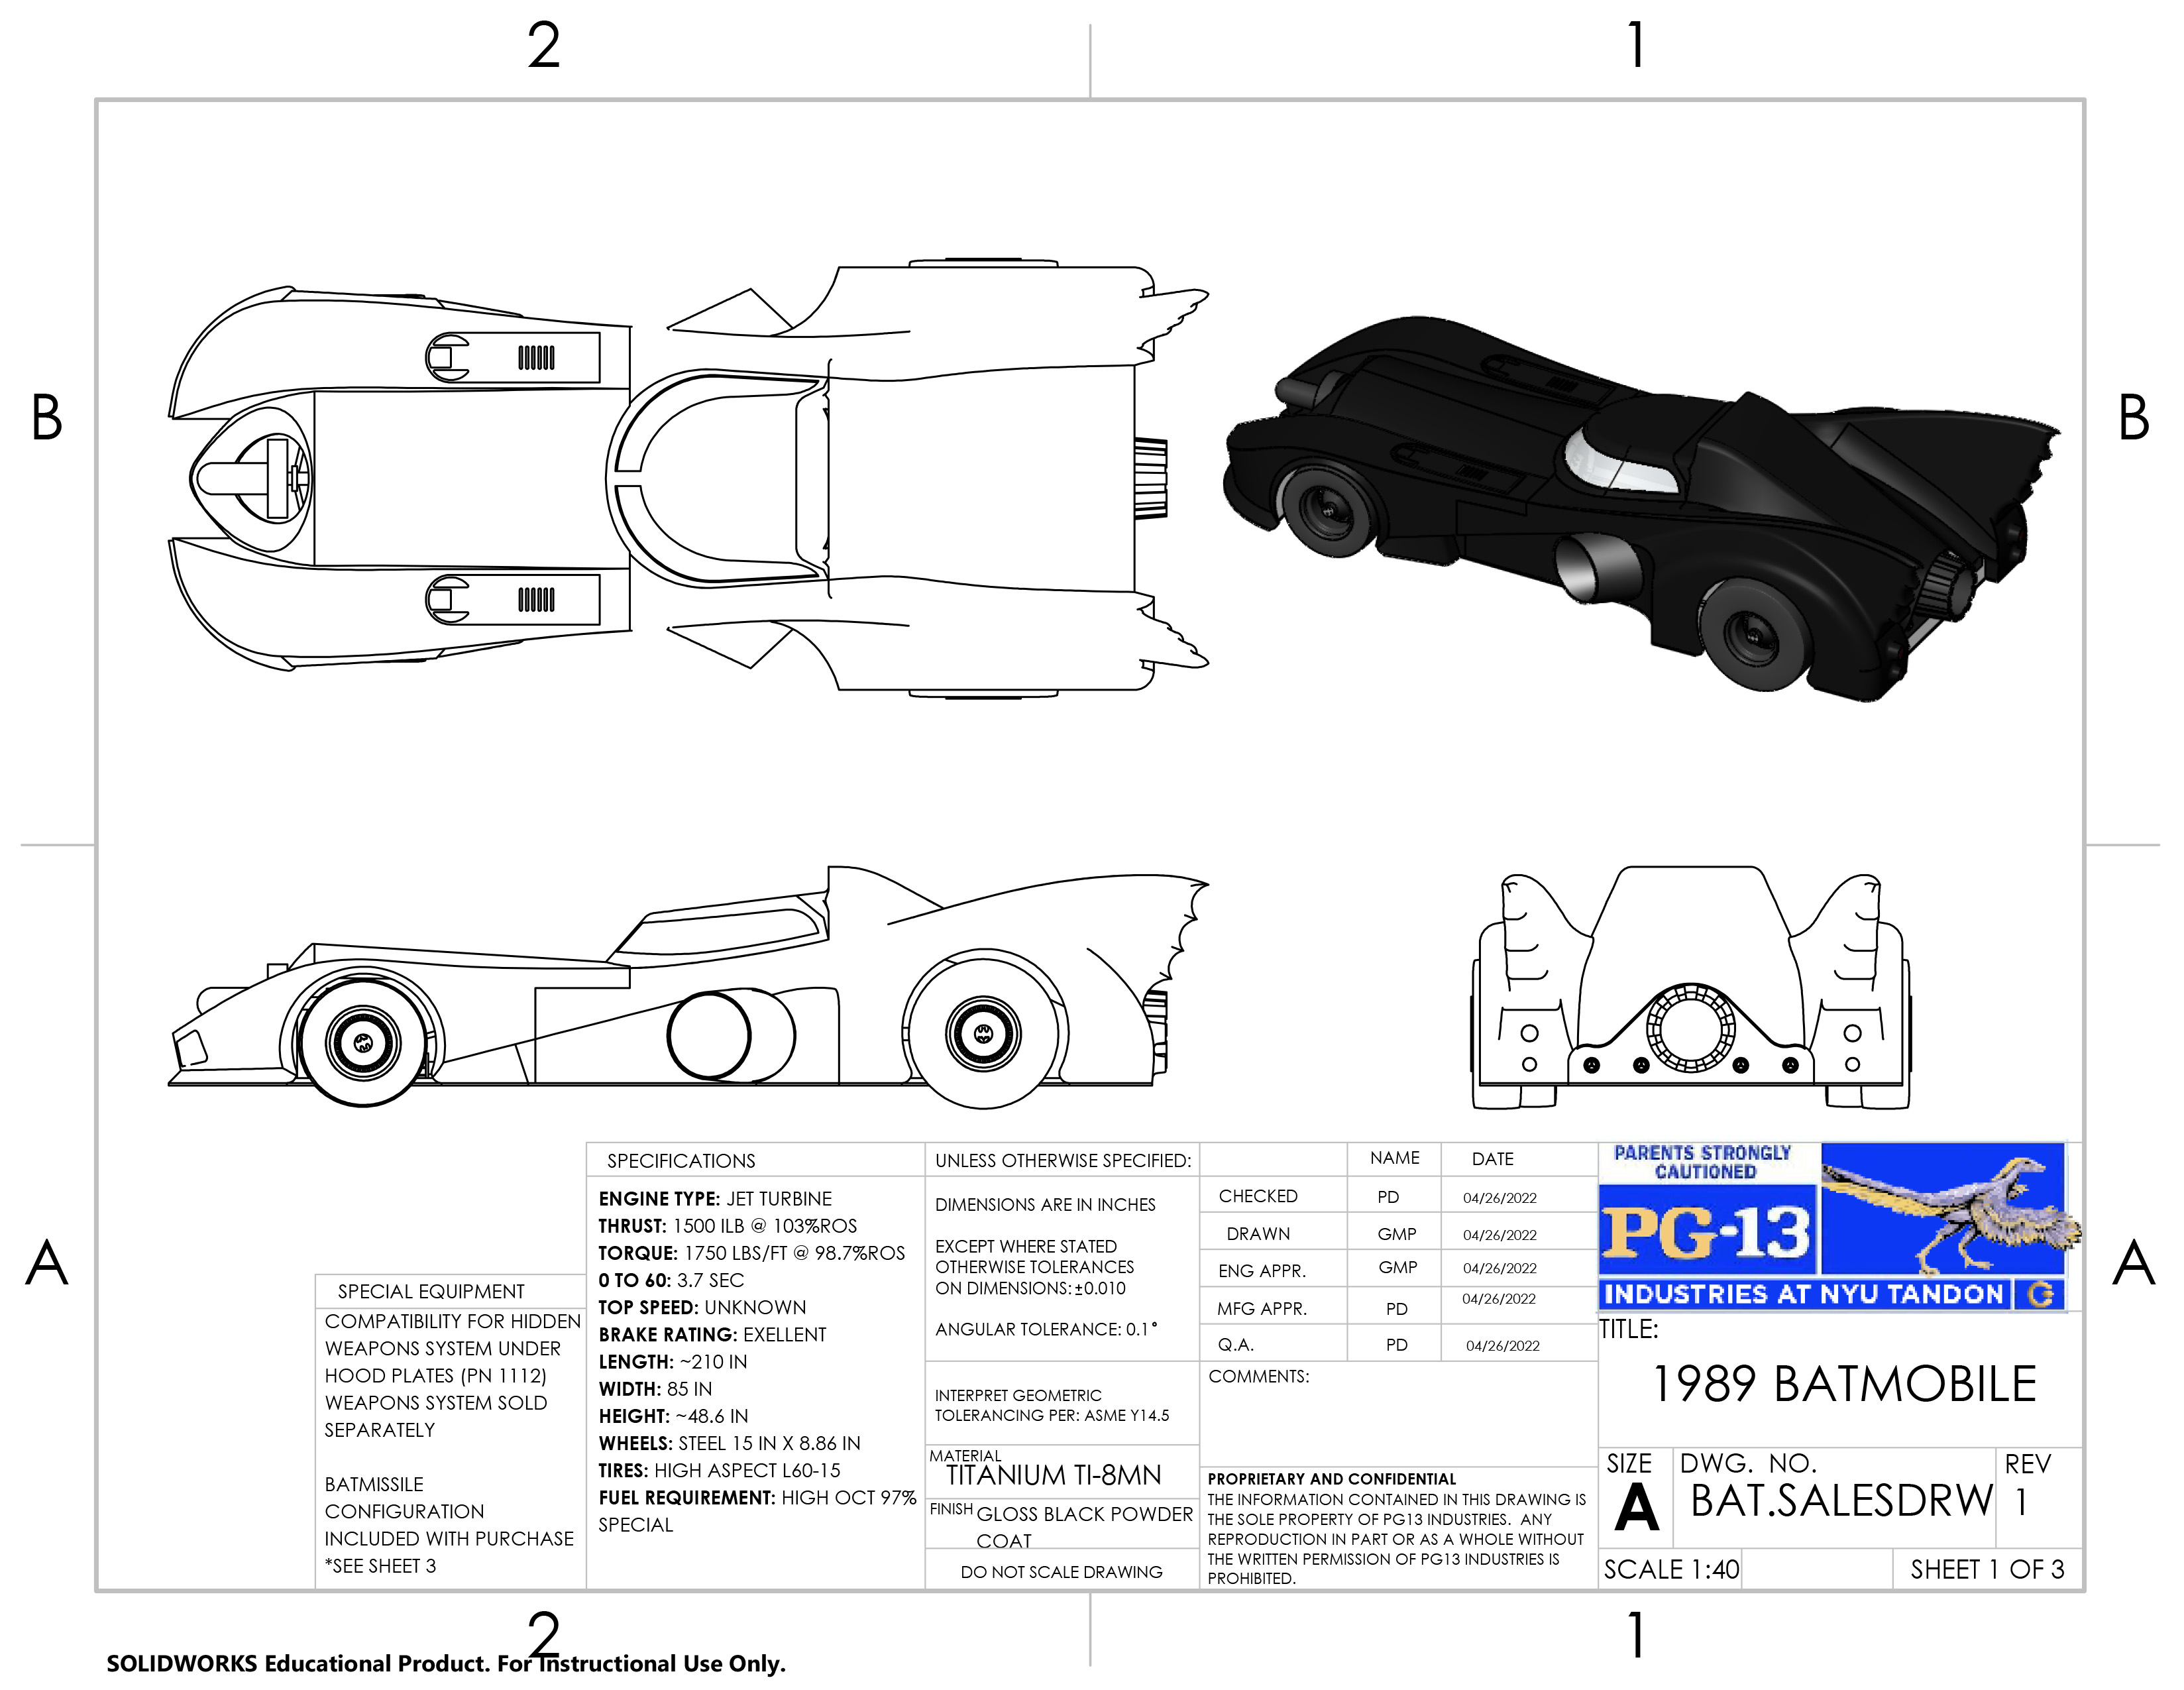 2
1
B
B
A
A
SPECIAL EQUIPMENT
COMPATIBILITY FOR HIDDEN
WEAPONS SYSTEM UNDER
HOOD PLATES (PN 1112)
WEAPONS SYSTEM SOLD
SEPARATELY
BATMISSILE
CONFIGURATION
INCLUDED WITH PURCHASE
*SEE SHEET 3
SPECIFICATIONS
ENGINE TYPE: JET TURBINE
THRUST: 1500 ILB @ 103%ROS
TORQUE: 1750 LBS/FT @ 98.7%ROS
0 TO 60: 3.7 SEC
TOP SPEED: UNKNOWN
BRAKE RATING: EXELLENT
LENGTH: ~210 IN
WIDTH: 85 IN
HEIGHT: ~48.6 IN
WHEELS: STEEL 15 IN X 8.86 IN
TIRES: HIGH ASPECT L60-15
FUEL REQUIREMENT: HIGH OCT 97%
SPECIAL
UNLESS OTHERWISE SPECIFIED:
DIMENSIONS ARE IN INCHES
EXCEPT WHERE STATED
OTHERWISE TOLERANCES
ON DIMENSIONS: ±0.010
ANGULAR TOLERANCE: 0.1°
INTERPRET GEOMETRIC
TOLERANCING PER: ASME Y14.5
MATERIAL
TITANIUM TI-8MN
FINISH GLOSS BLACK POWDER
COAT
DO NOT SCALE DRAWING
NAME DATE
CHECKED PD 04/26/2022
DRAWN GMP 04/26/2022
ENG APPR. GMP 04/26/2022
MFG APPR. PD 04/26/2022
Q.A. PD 04/26/2022
COMMENTS:
PROPRIETARY AND CONFIDENTIAL
THE INFORMATION CONTAINED IN THIS DRAWING IS
THE SOLE PROPERTY OF PG13 INDUSTRIES. ANY
REPRODUCTION IN PART OR AS A WHOLE WITHOUT
THE WRITTEN PERMISSION OF PG13 INDUSTRIES IS
PROHIBITED.
PARENTS STRONGLY
CAUTIONED
PG-13
INDUSTRIES AT NYU TANDON
TITLE:
1989 BATMOBILE
SIZE
A
DWG. NO.
BAT.SALESDRW
REV
1
SCALE 1:40
SHEET 1 OF 3
2
1
SOLIDWORKS Educational Product. For Instructional Use Only.